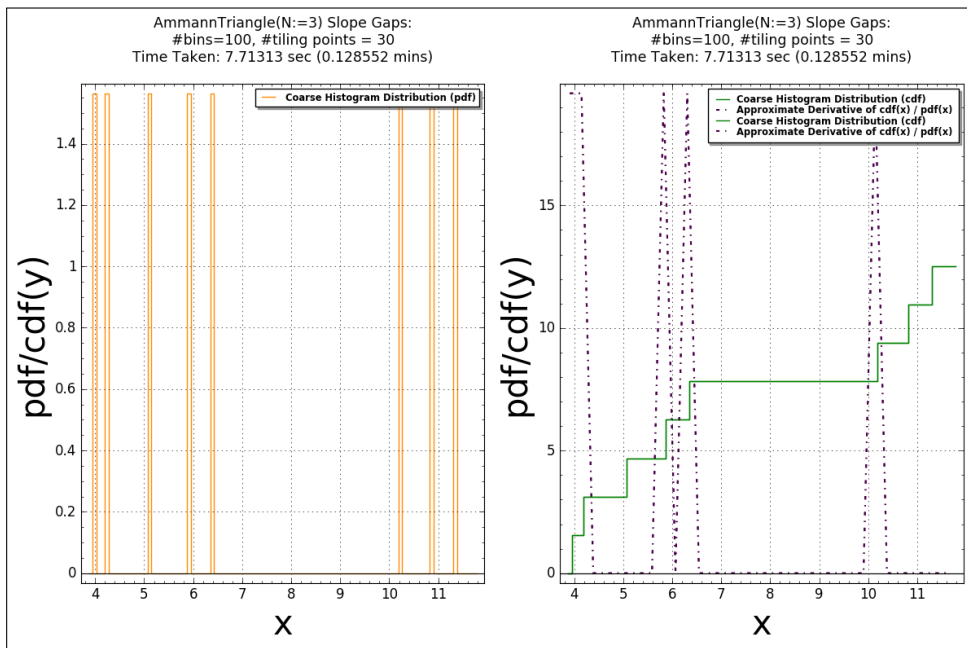 AmmannTriangle(N:=3) Slope Gaps:
#bins=100, #tiling points = 30
Time Taken: 7.71313 sec (0.128552 mins)
Coarse Histogram Distribution (pdf)
1.4
1.2
1
0.8
0.6
0.4
0.2
0
pdf/cdf(y)
4 5 6 7 8 9 10 11
x
AmmannTriangle(N:=3) Slope Gaps:
#bins=100, #tiling points = 30
Time Taken: 7.71313 sec (0.128552 mins)
Coarse Histogram Distribution (cdf)
Approximate Derivative of cdf(x) / pdf(x)
Coarse Histogram Distribution (cdf)
Approximate Derivative of cdf(x) / pdf(x)
15
10
5
0
pdf/cdf(y)
4 5 6 7 8 9 10 11
x